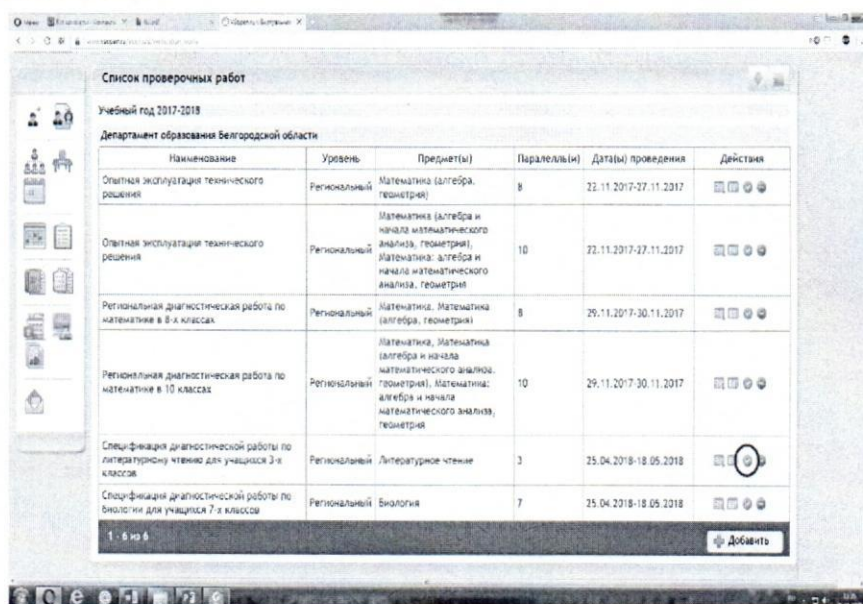 Список проверочных работ
Учебный год 2017-2018
Департамент образования Белгородской области
Наименование Уровень Предмет(ы) Параллель(и) Дата(ы) проведения Действия
Опытная эксплуатация технического
решения
Региональный
Математика (алгебра,
геометрия)
8
22.11.2017-27.11.2017
Опытная эксплуатация технического
решения
Региональный
Математика (алгебра и
начала математического
анализа, геометрия),
Математика: алгебра и
начала математического
анализа, геометрия
10
22.11.2017-27.11.2017
Региональная диагностическая работа по
математике в 8-х классах
Региональный
Математика, Математика
(алгебра, геометрия)
8
29.11.2017-30.11.2017
Региональная диагностическая работа по
математике в 10 классах
Региональный
Математика, Математика
(алгебра и начала
математического анализа,
геометрия), Математика:
алгебра и начала
математического анализа,
геометрия
10
29.11.2017-30.11.2017
Спецификация диагностической работы по
литературному чтению для учащихся 3-х
классов
Региональный
Литературное чтение
3
25.04.2018-18.05.2018
Спецификация диагностической работы по
биологии для учащихся 7-х классов
Региональный
Биология
7
25.04.2018-18.05.2018
1 - 6 из 6
Добавить